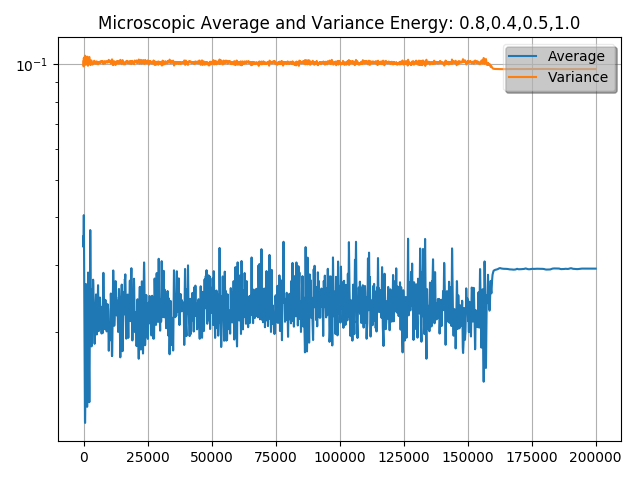 Microscopic Average and Variance Energy: 0.8,0.4,0.5,1.0
10⁻¹
Average
Variance
0 25000 50000 75000 100000 125000 150000 175000 200000